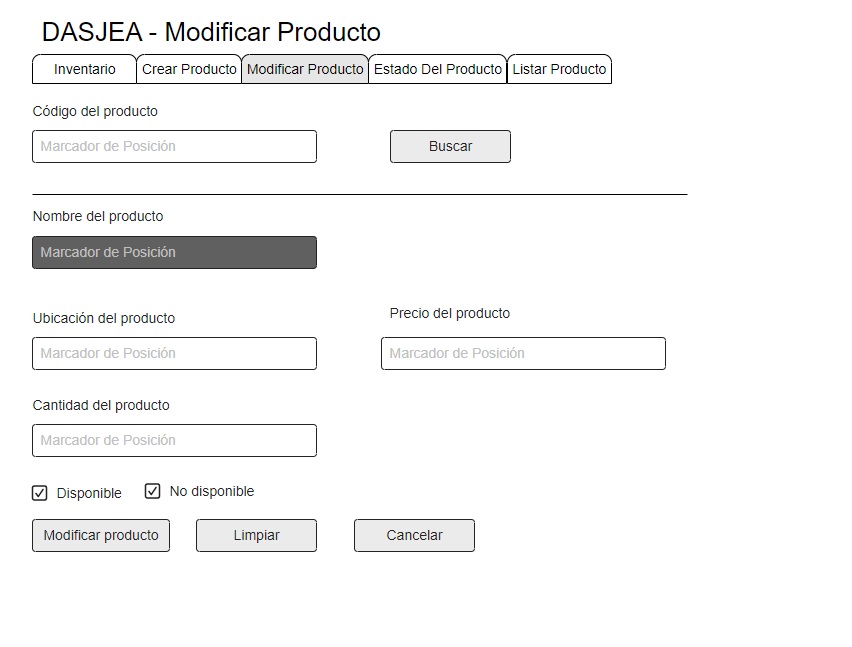 DASJEA - Modificar Producto
Inventario Crear Producto Modificar Producto Estado Del Producto Listar Producto
Código del producto
Marcador de Posición Buscar
Nombre del producto
Marcador de Posición
Ubicación del producto Precio del producto
Marcador de Posición Marcador de Posición
Cantidad del producto
Marcador de Posición
Disponible No disponible
Modificar producto Limpiar Cancelar